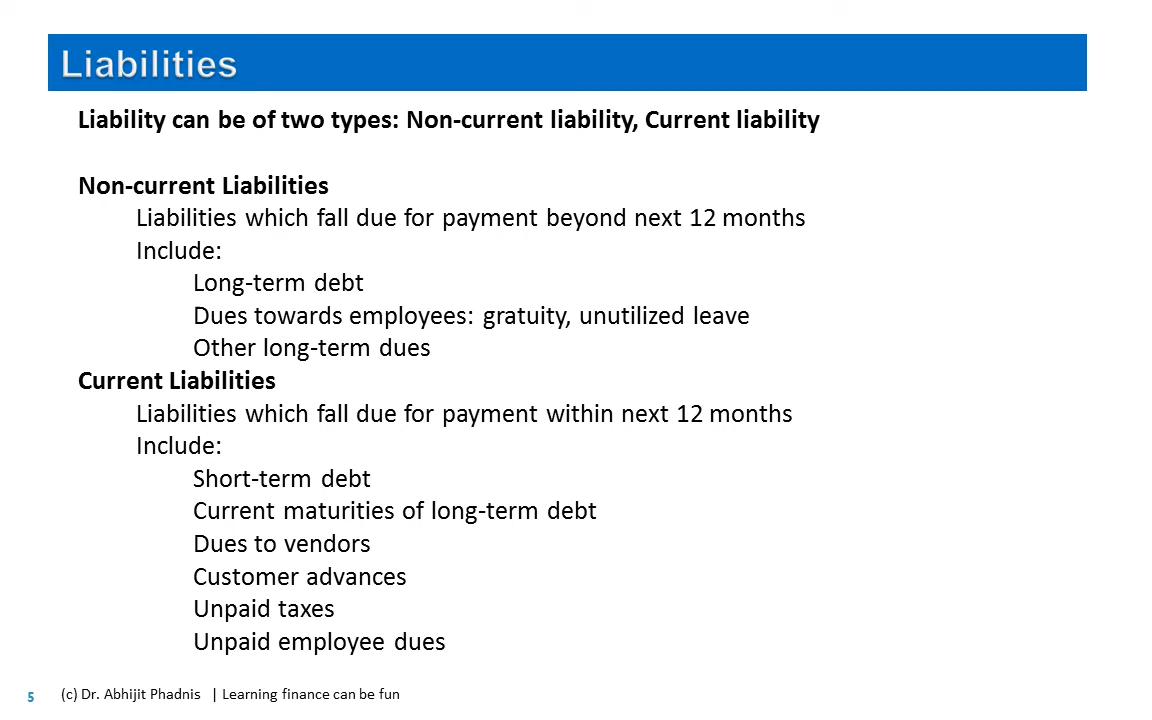 Liabilities
Liability can be of two types: Non-current liability, Current liability
Non-current Liabilities
Liabilities which fall due for payment beyond next 12 months
Include:
Long-term debt
Dues towards employees: gratuity, unutilized leave
Other long-term dues
Current Liabilities
Liabilities which fall due for payment within next 12 months
Include:
Short-term debt
Current maturities of long-term debt
Dues to vendors
Customer advances
Unpaid taxes
Unpaid employee dues
5 (c) Dr. Abhijit Phadnis | Learning finance can be fun